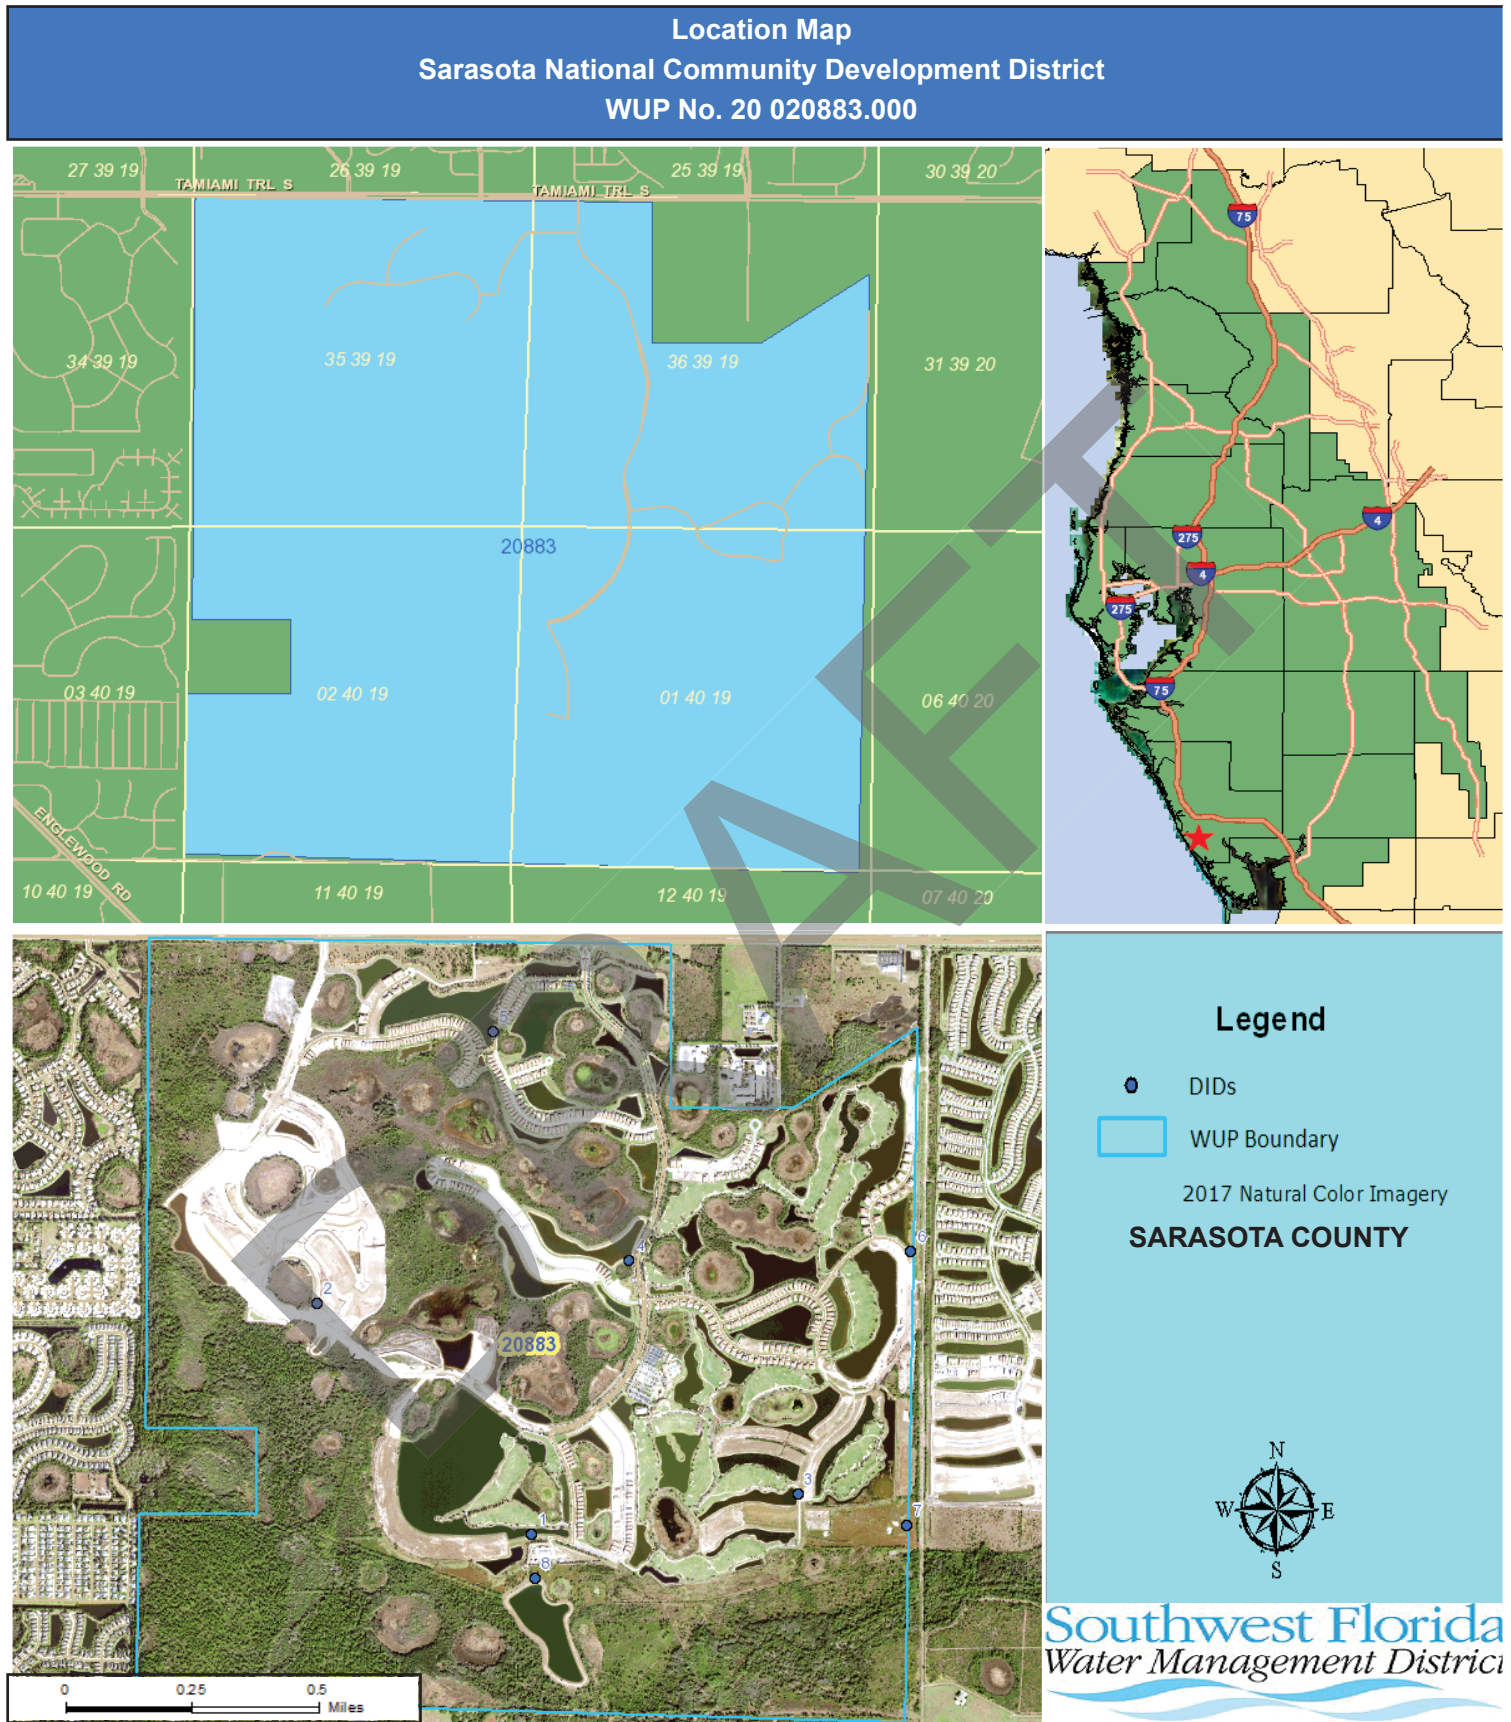 Location Map
Sarasota National Community Development District
WUP No. 20 020883.000
27 39 19
26 39 19
25 39 19
30 39 20
TAMIAMI TRL S
TAMIAMI TRL S
34 39 19
35 39 19
36 39 19
31 39 20
20883
03 40 19
02 40 19
01 40 19
06 40 20
ENGLEWOOD RD
10 40 19
11 40 19
12 40 19
07 40 20
75
4
275
4
275
75
5
6
4
2
20883
3
7
1
8
0 0.25 0.5
Miles
Legend
DIDs
WUP Boundary
2017 Natural Color Imagery
SARASOTA COUNTY
N
W E
S
Southwest Florida
Water Management District
DRAFT